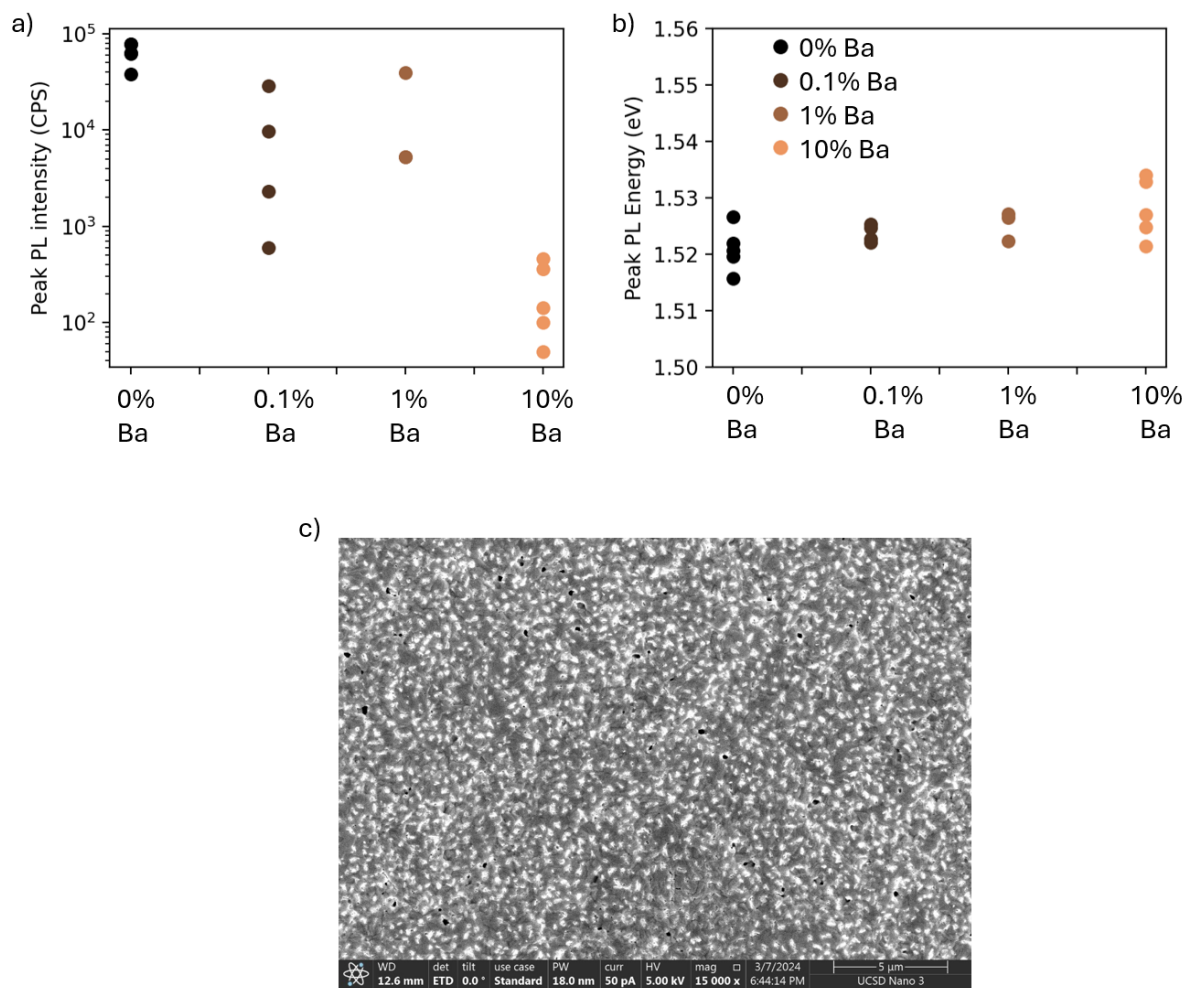 a)
10^5
10^4
10^3
10^2
Peak PL intensity (CPS)
0% Ba
0.1% Ba
1% Ba
10% Ba
b)
1.56
1.55
1.54
1.53
1.52
1.51
1.50
Peak PL Energy (eV)
0% Ba
0.1% Ba
1% Ba
10% Ba
0% Ba
0.1% Ba
1% Ba
10% Ba
c)
WD det tilt use case PW curr HV mag 3/7/2024 5 µm
12.6 mm ETD 0.0 ° Standard 18.0 nm 50 pA 5.00 kV 15 000 x 6:44:14 PM UCSD Nano 3